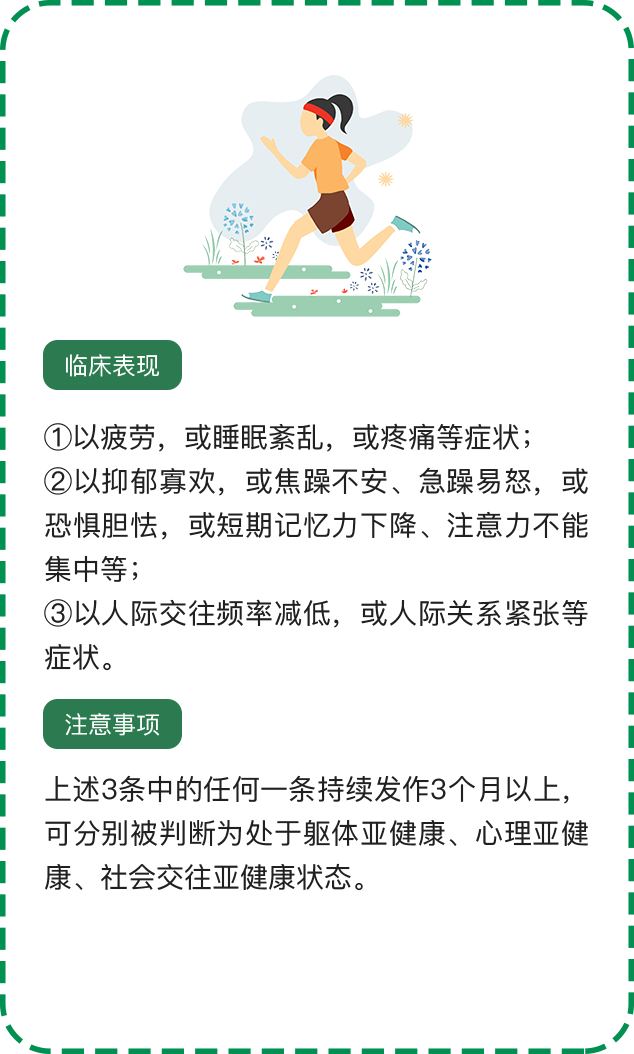 临床表现
①以疲劳，或睡眠紊乱，或疼痛等症状；
②以抑郁寡欢，或焦躁不安、急躁易怒，或
恐惧胆怯，或短期记忆力下降、注意力不能
集中等；
③以人际交往频率减低，或人际关系紧张等
症状。
注意事项
上述3条中的任何一条持续发作3个月以上，
可分别被判断为处于躯体亚健康、心理亚健
康、社会交往亚健康状态。